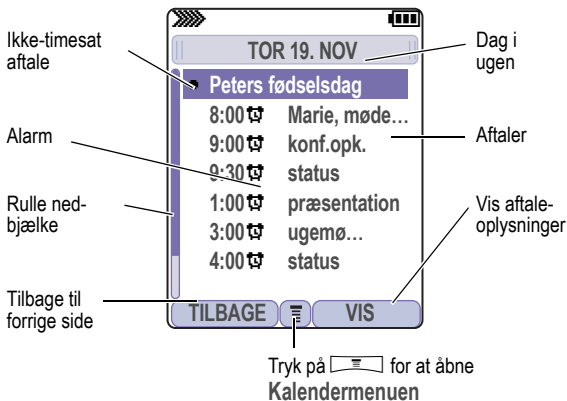 Ikke-timesat
aftale
Alarm
Rulle ned-
bjælke
Tilbage til
forrige side
TOR 19. NOV
Peters fødselsdag
8:00 Marie, møde…
9:00 konf.opk.
9:30 status
1:00 præsentation
3:00 ugemø…
4:00 status
TILBAGE VIS
Dag i
ugen
Aftaler
Vis aftale-
oplysninger
Tryk på for at åbne
Kalendermenuen